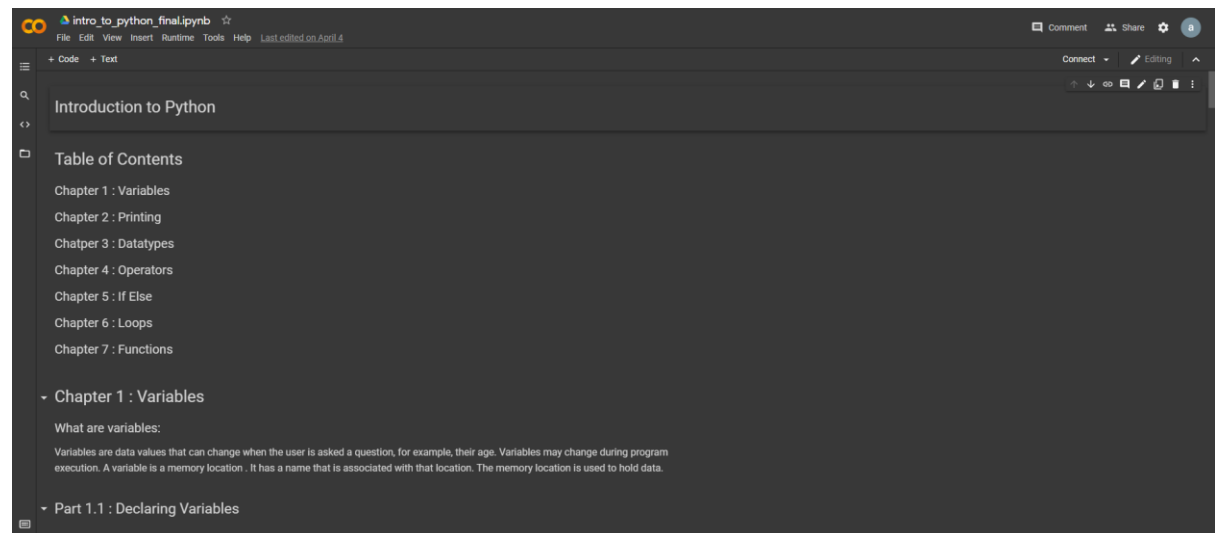 intro_to_python_final.ipynb
File Edit View Insert Runtime Tools Help Last edited on April 4
Comment Share a
+ Code + Text
Connect Editing
Introduction to Python
Table of Contents
Chapter 1 : Variables
Chapter 2 : Printing
Chatper 3 : Datatypes
Chapter 4 : Operators
Chapter 5 : If Else
Chapter 6 : Loops
Chapter 7 : Functions
Chapter 1 : Variables
What are variables:
Variables are data values that can change when the user is asked a question, for example, their age. Variables may change during program
execution. A variable is a memory location . It has a name that is associated with that location. The memory location is used to hold data.
Part 1.1 : Declaring Variables